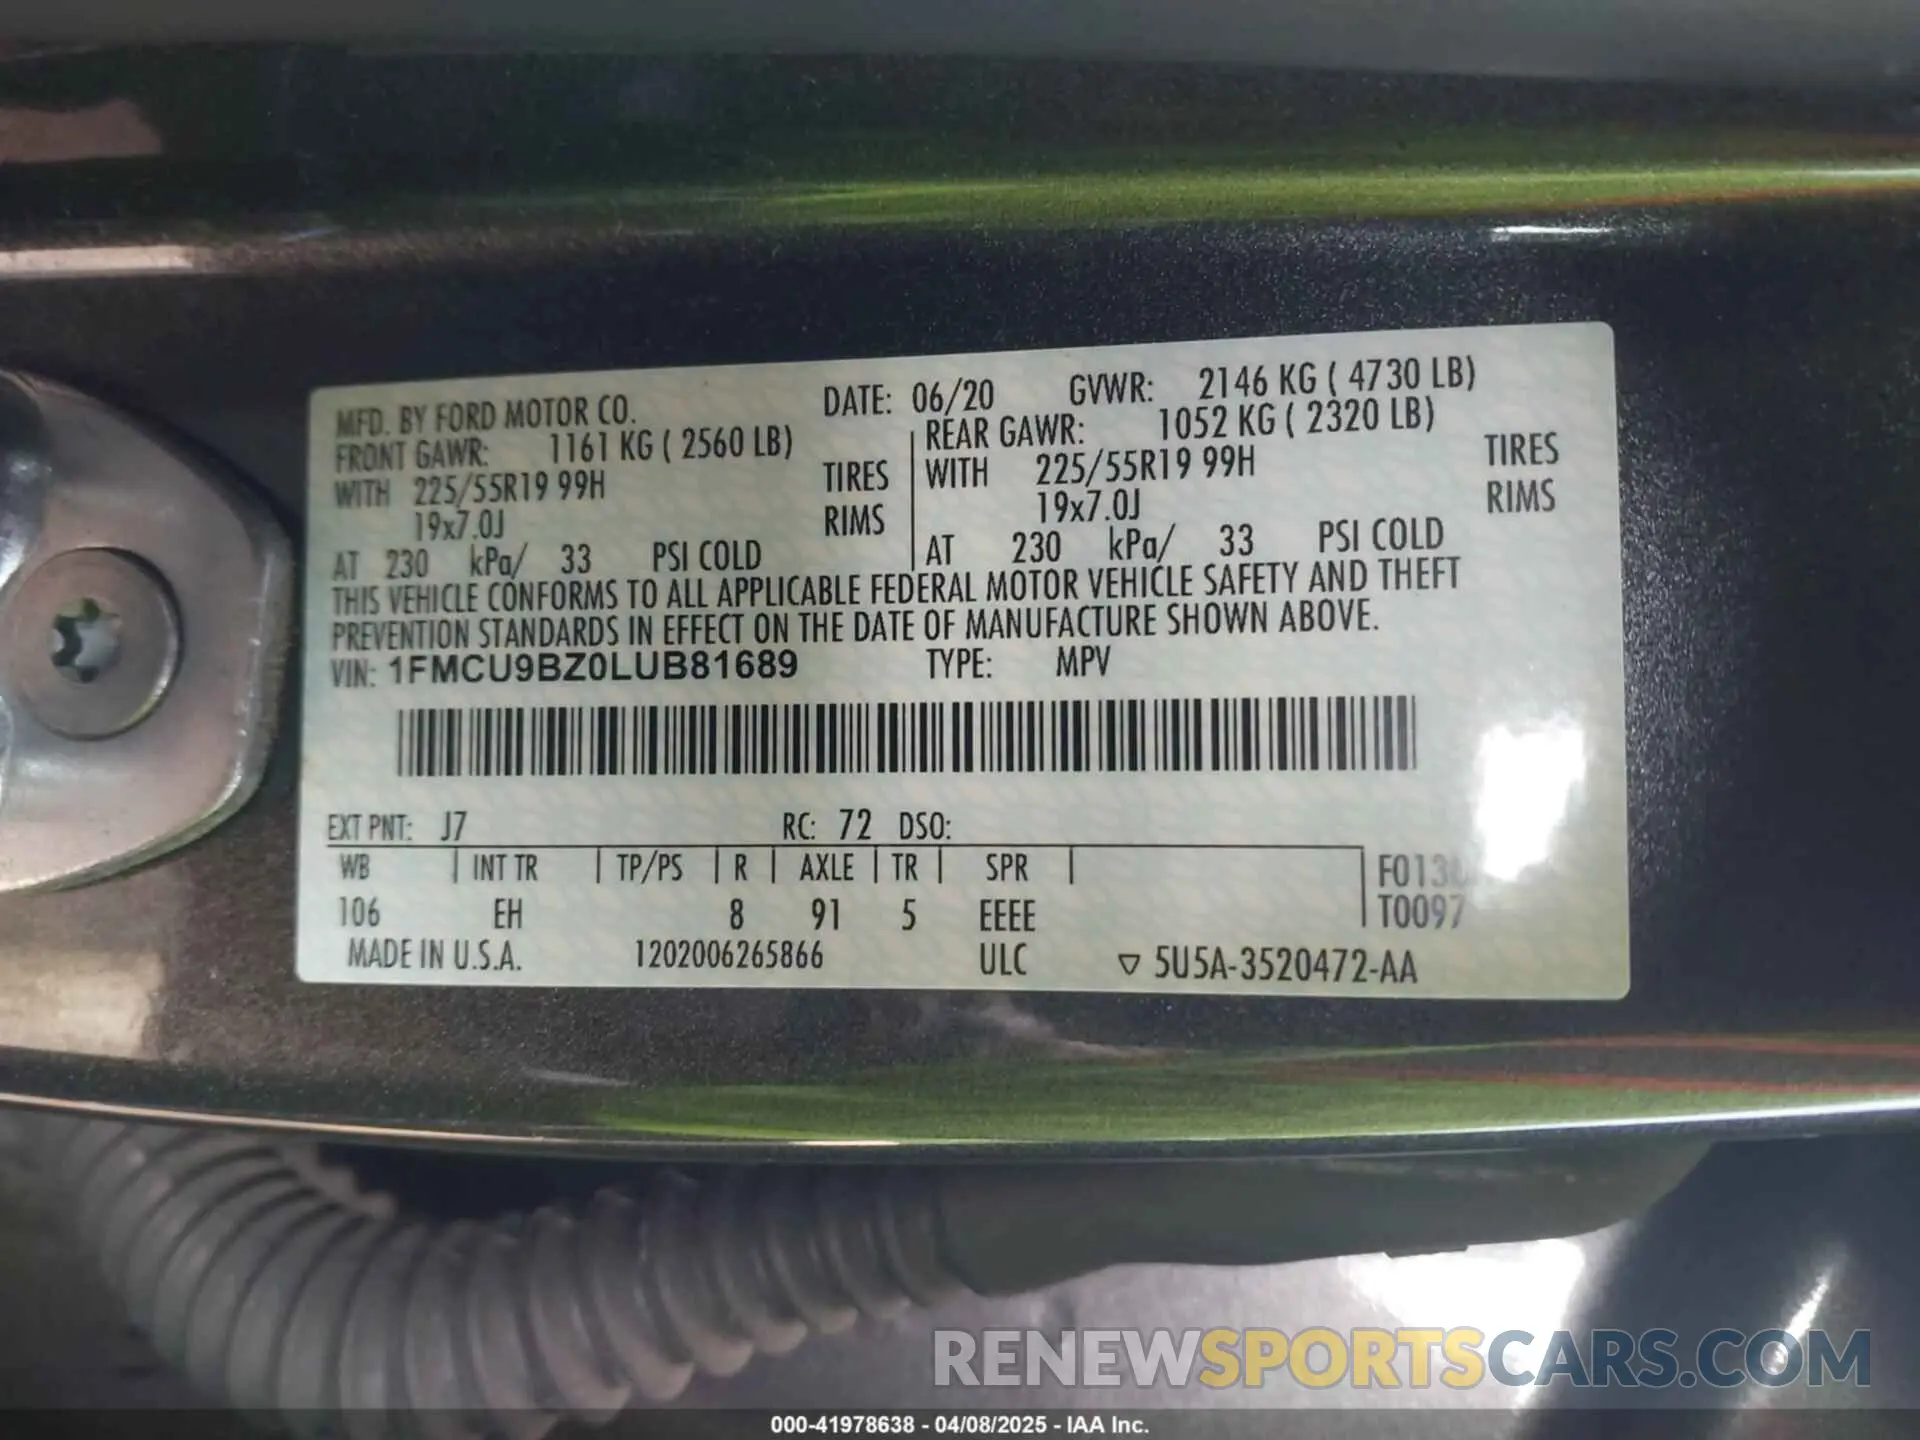 MFD. BY FORD MOTOR CO. DATE: 06/20 GVWR: 2146 KG ( 4730 LB)
FRONT GAWR: 1161 KG ( 2560 LB) REAR GAWR: 1052 KG ( 2320 LB)
WITH 225/55R19 99H TIRES WITH 225/55R19 99H TIRES
19x7.0J RIMS 19x7.0J RIMS
AT 230 kPa/ 33 PSI COLD AT 230 kPa/ 33 PSI COLD
THIS VEHICLE CONFORMS TO ALL APPLICABLE FEDERAL MOTOR VEHICLE SAFETY AND THEFT
PREVENTION STANDARDS IN EFFECT ON THE DATE OF MANUFACTURE SHOWN ABOVE.
VIN: 1FMCU9BZ0LUB81689 TYPE: MPV
EXT PNT: J7 RC: 72 DSO:
WB INT TR TP/PS R AXLE TR SPR
106 EH 8 91 5 EEEE T0097
MADE IN U.S.A. 1202006265866 ULC ▽ 5U5A-3520472-AA
RENEWSPORTSCARS.COM
000-41978638 - 04/08/2025 - IAA Inc.